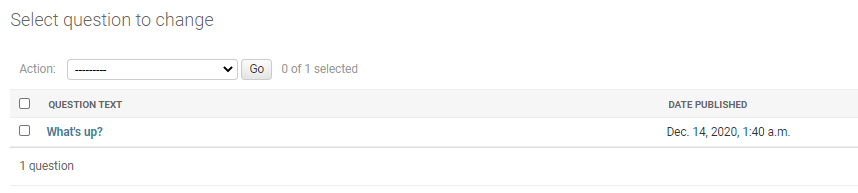 Select question to change
Action: --------- Go 0 of 1 selected
QUESTION TEXT DATE PUBLISHED
What's up? Dec. 14, 2020, 1:40 a.m.
1 question